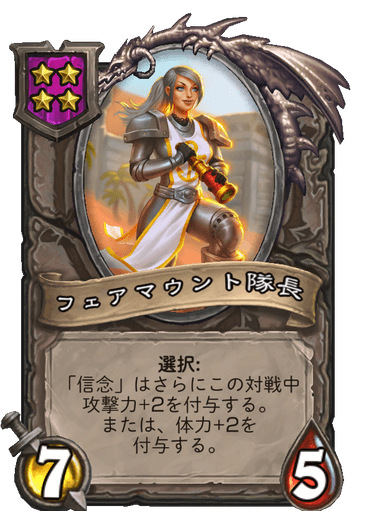 フェアマウント隊長
選択:
「信念」はさらにこの対戦中
攻撃力+2を付与する。
または、体力+2を
付与する。
7
5